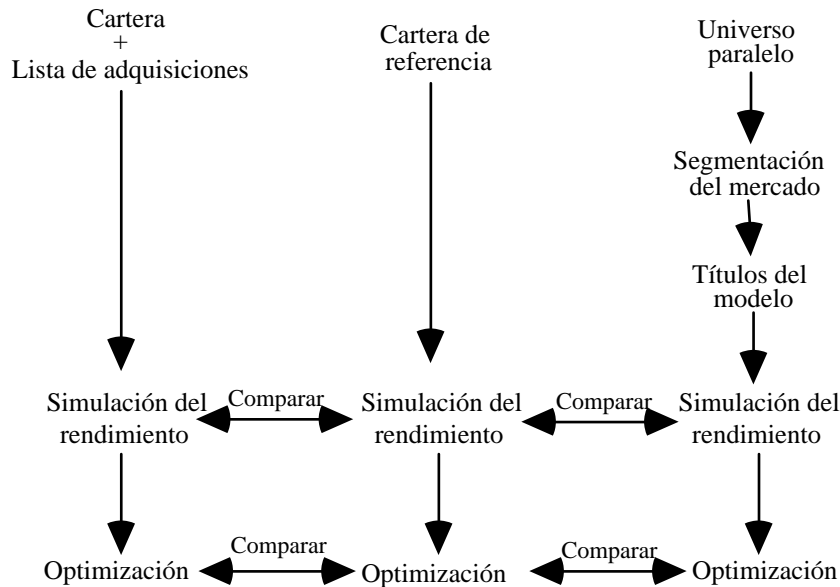 Cartera
+
Lista de adquisiciones
Cartera de
referencia
Universo
paralelo
Segmentación
del mercado
Títulos del
modelo
Simulación del
rendimiento
Comparar
Simulación del
rendimiento
Comparar
Simulación del
rendimiento
Optimización
Comparar
Optimización
Comparar
Optimización